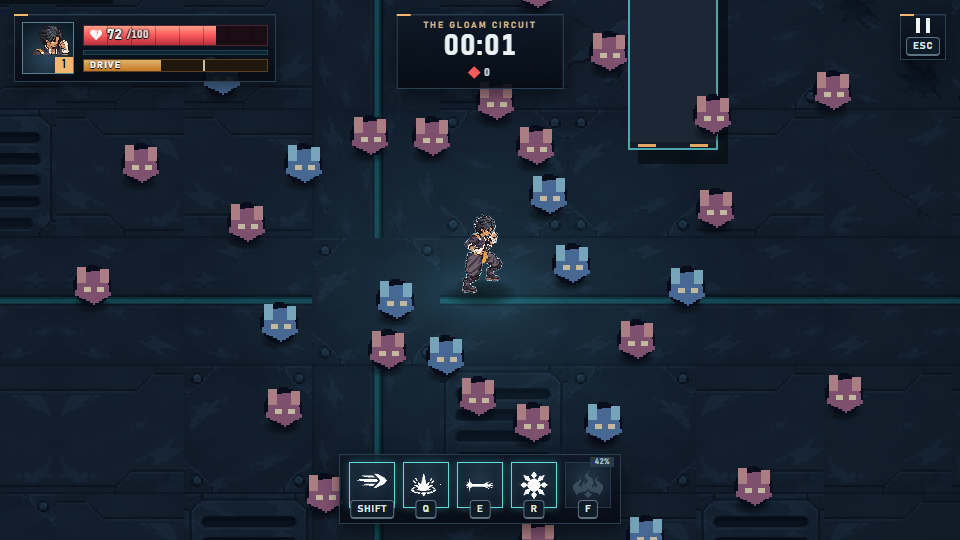 72 /100
1
DRIVE
THE GLOAM CIRCUIT
00:01
0
ESC
42%
SHIFT
Q
E
R
F